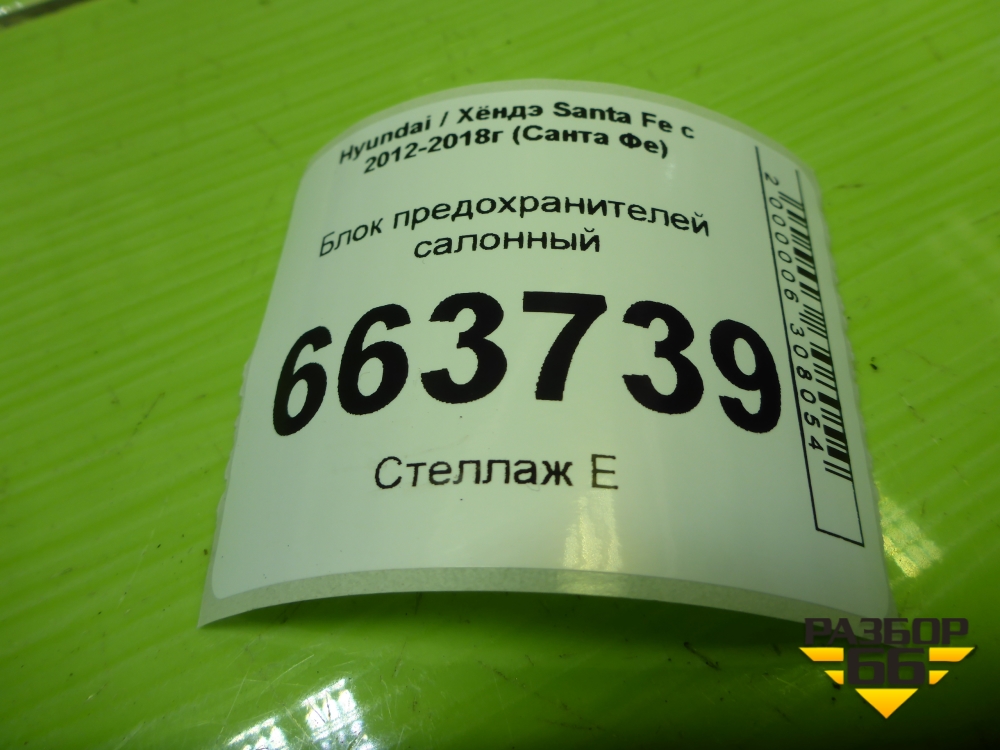 Hyundai / Хёндэ Santa Fe с
2012-2018г (Санта Фе)
Блок предохранителей
салонный
663739
Стеллаж Е
2000006308054
РАЗБОР
66